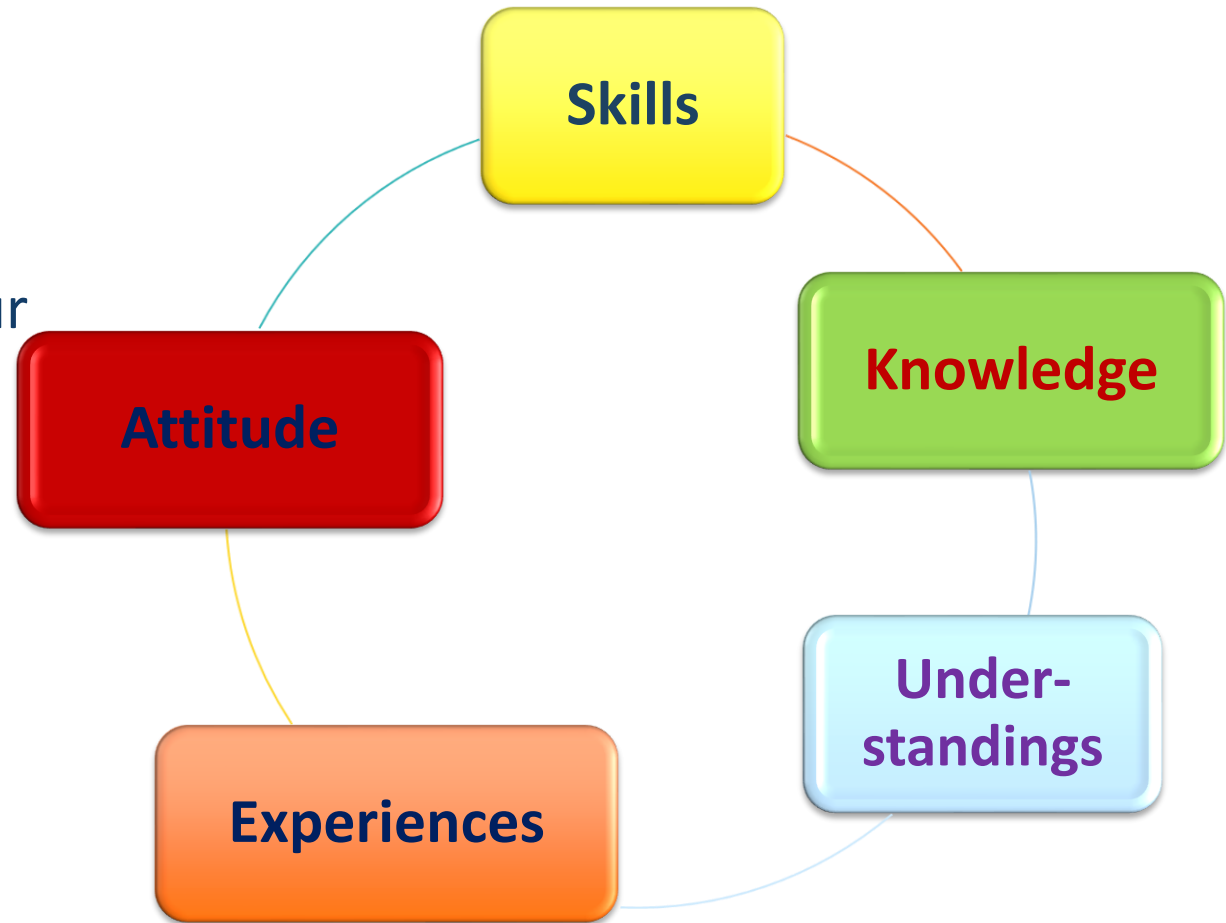 Skills
Knowledge
Attitude
Under-
standings
Experiences